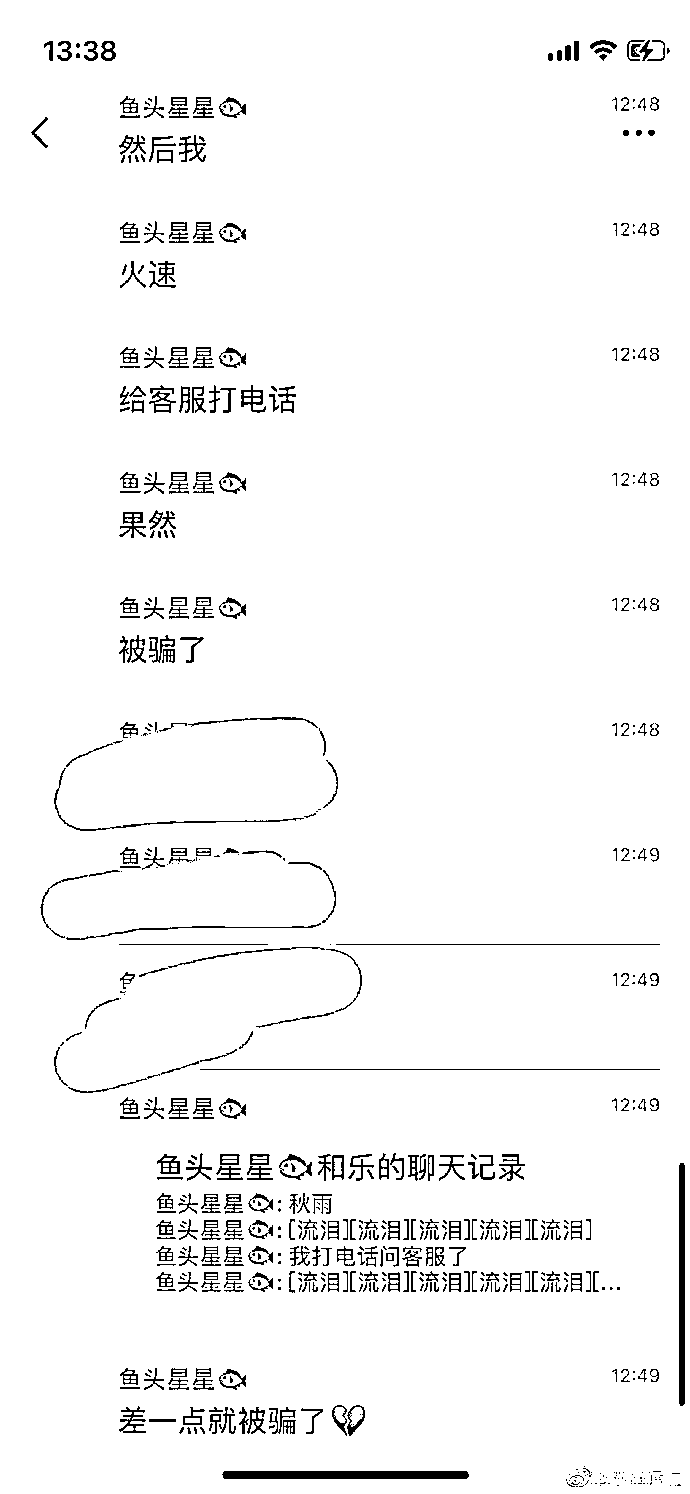 13:38
鱼头星星🐟 12:48
然后我
鱼头星星🐟 12:48
火速
鱼头星星🐟 12:48
给客服打电话
鱼头星星🐟 12:48
果然
鱼头星星🐟 12:48
被骗了
12:48
鱼头星星 12:49
12:49
鱼头星星🐟 12:49
鱼头星星🐟和乐的聊天记录
鱼头星星🐟: 秋雨
鱼头星星🐟: [流泪][流泪][流泪][流泪][流泪]
鱼头星星🐟: 我打电话问客服了
鱼头星星🐟: [流泪][流泪][流泪][流泪][流泪][...
鱼头星星🐟 12:49
差一点就被骗了💔